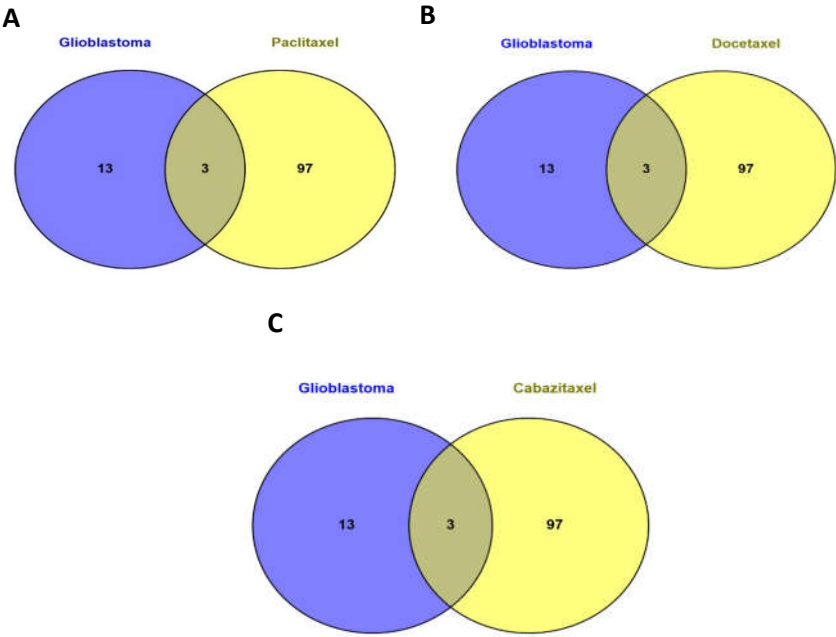 A
Glioblastoma Paclitaxel
13 3 97
B
Glioblastoma Docetaxel
13 3 97
C
Glioblastoma Cabazitaxel
13 3 97